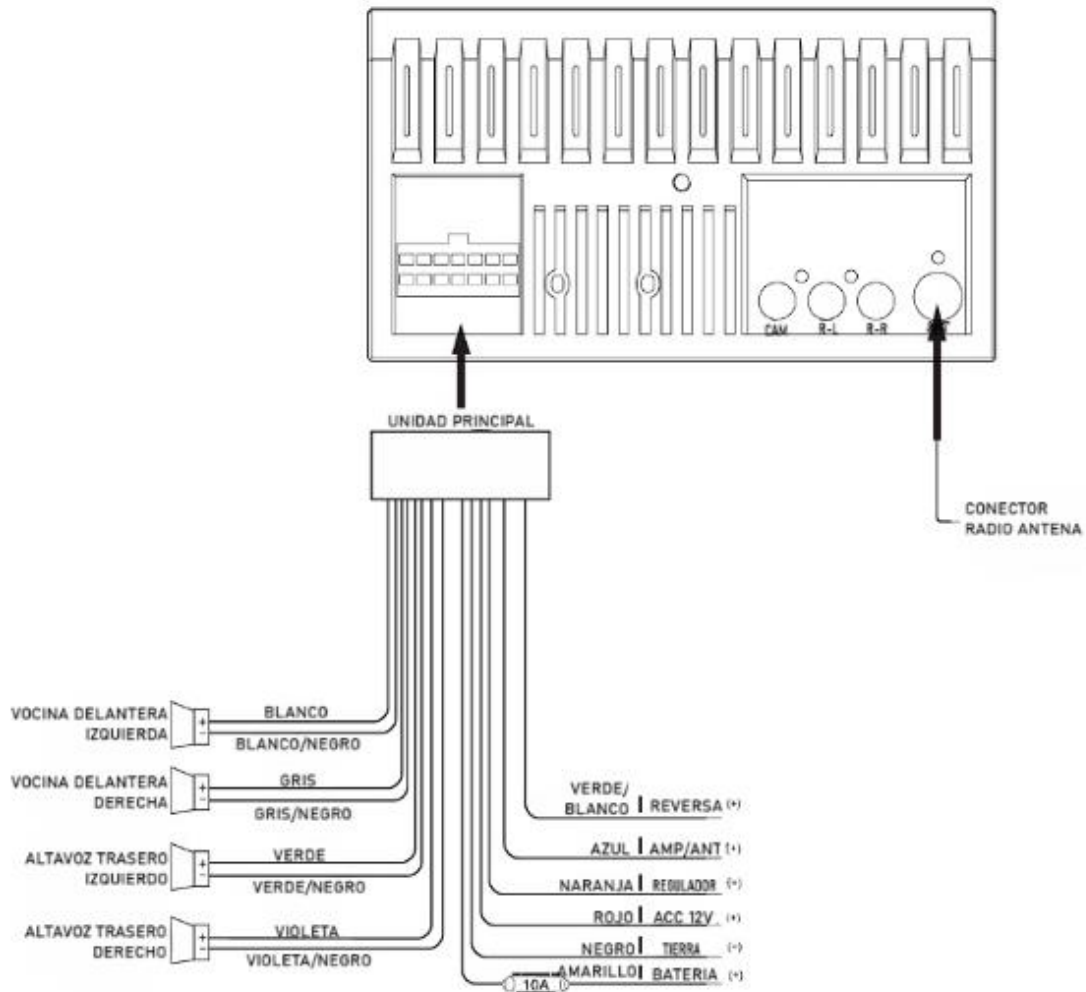 CAM
R-L
R-R
UNIDAD PRINCIPAL
CONECTOR
RADIO ANTENA
VOCINA DELANTERA
IZQUIERDA
+
-
BLANCO
BLANCO/NEGRO
VOCINA DELANTERA
DERECHA
+
-
GRIS
GRIS/NEGRO
ALTAVOZ TRASERO
IZQUIERDO
+
-
VERDE
VERDE/NEGRO
ALTAVOZ TRASERO
DERECHO
+
-
VIOLETA
VIOLETA/NEGRO
VERDE/
BLANCO | REVERSA (+)
AZUL | AMP/ANT (+)
NARANJA | REGULADOR (+)
ROJO | ACC 12V (+)
NEGRO | TIERRA (-)
AMARILLO | BATERIA (+)
10A